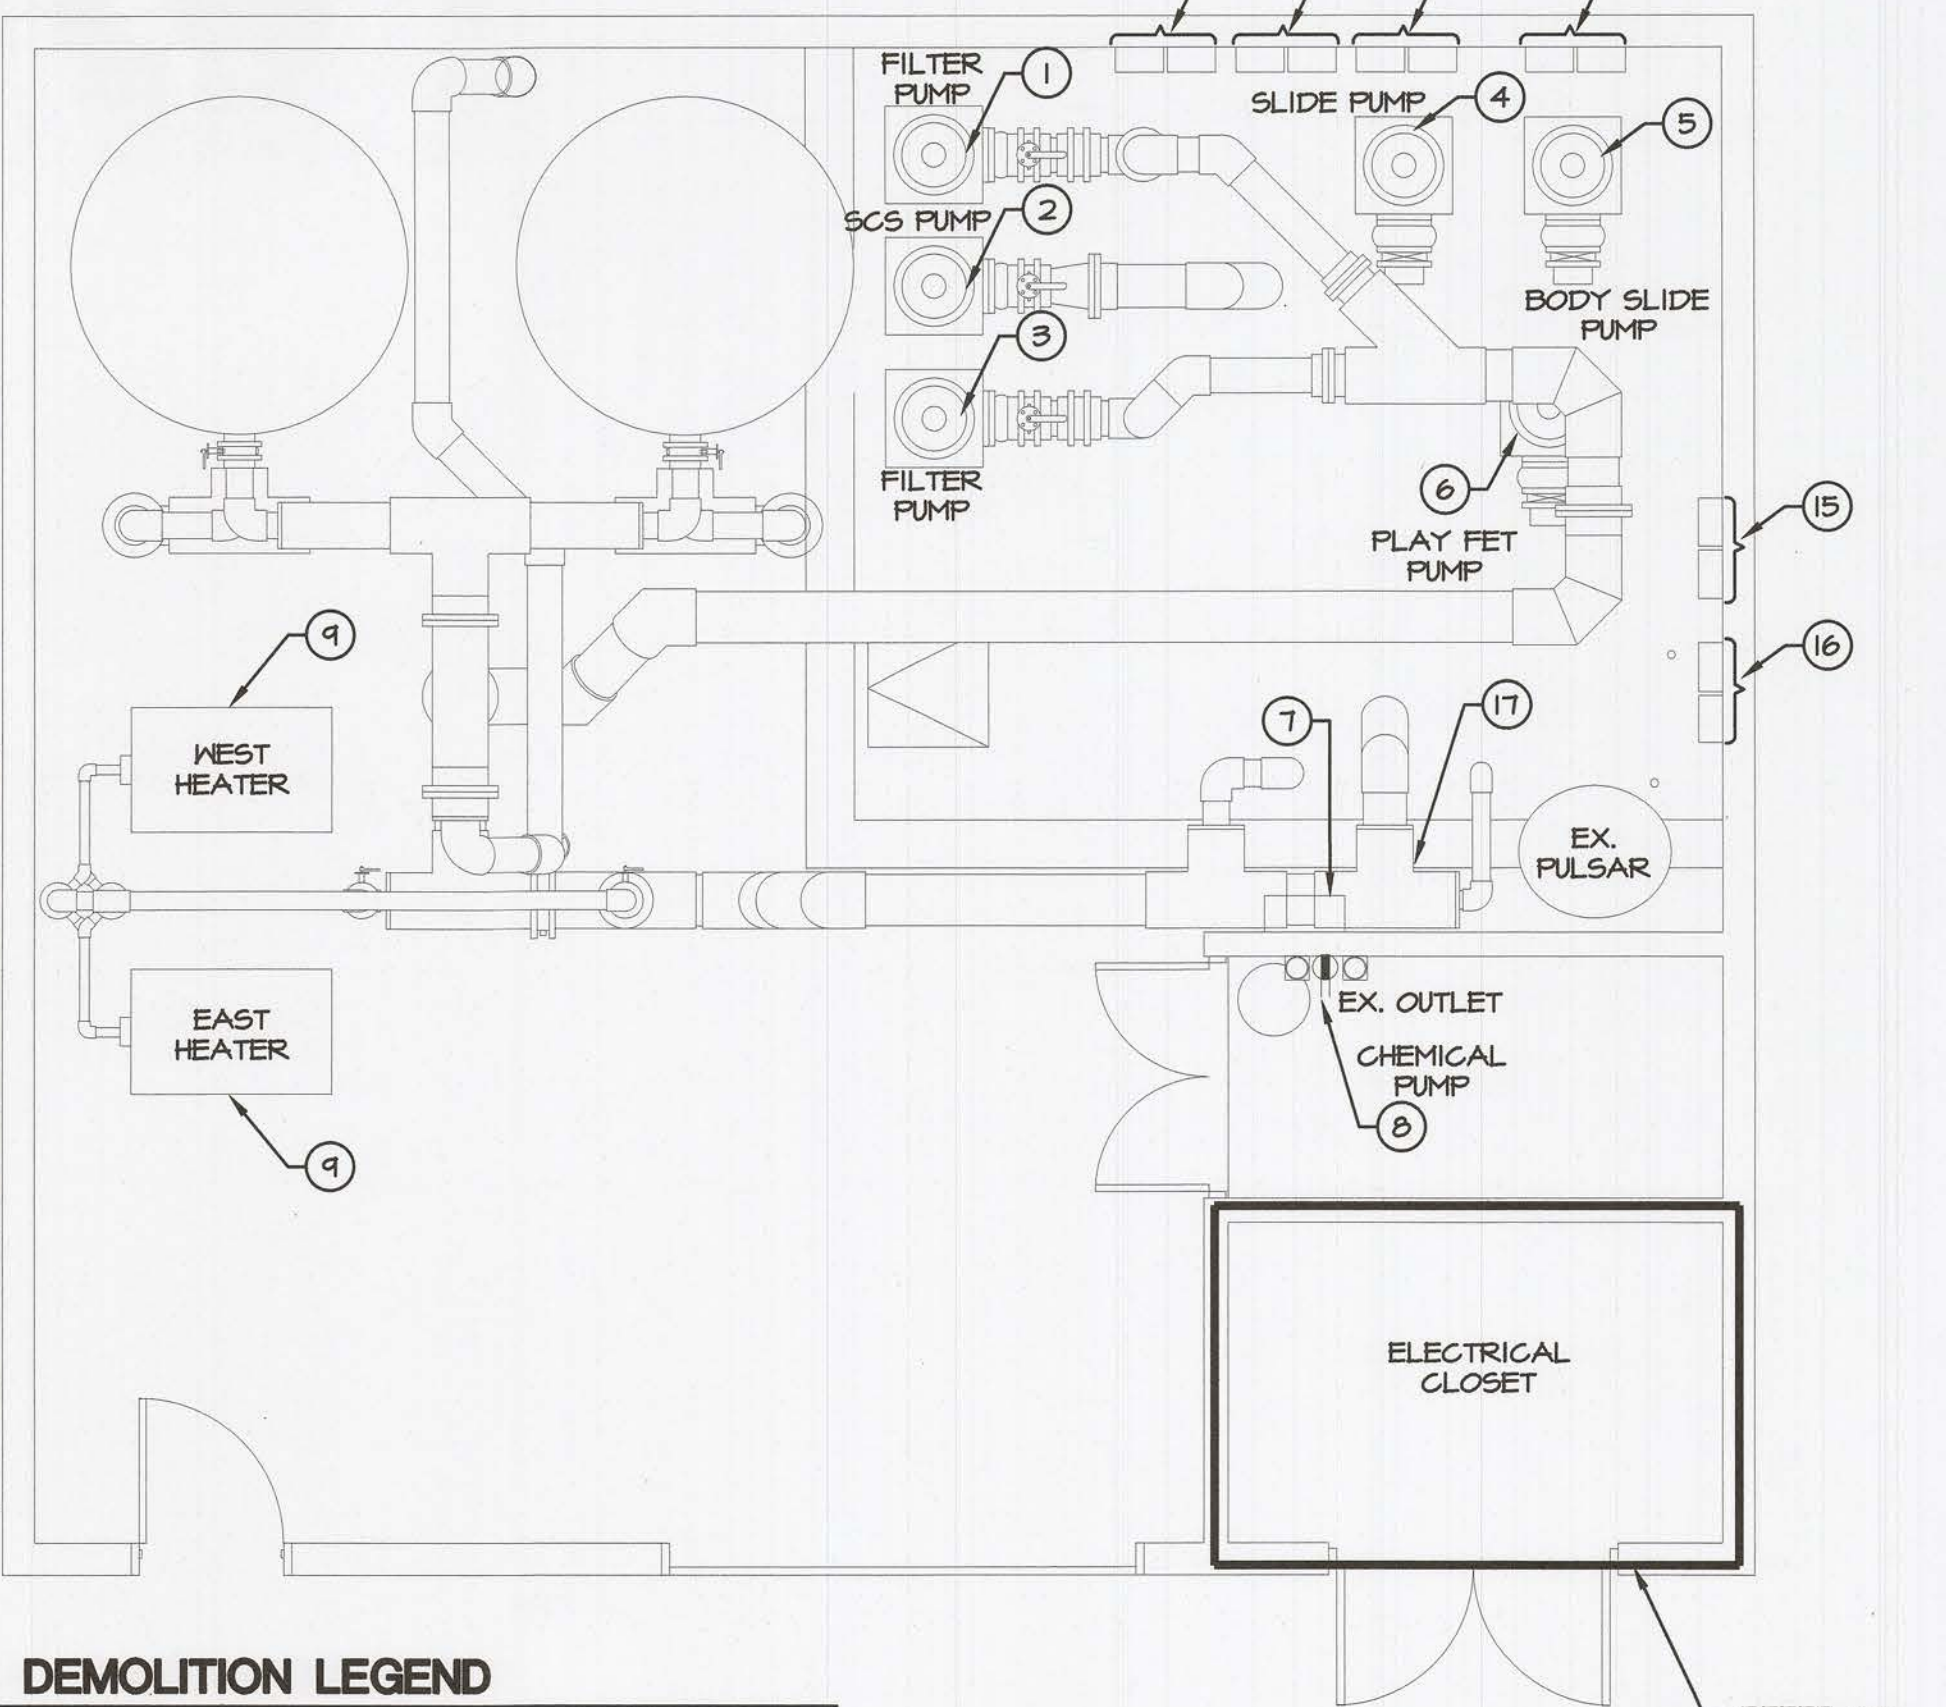 FILTER
PUMP
1
SLIDE PUMP
4
5
SCS PUMP
2
BODY SLIDE
PUMP
3
FILTER
PUMP
6
PLAY FET
PUMP
15
16
9
WEST
HEATER
7
17
EX.
PULSAR
EAST
HEATER
9
EX. OUTLET
CHEMICAL
PUMP
8
ELECTRICAL
CLOSET
DEMOLITION LEGEND